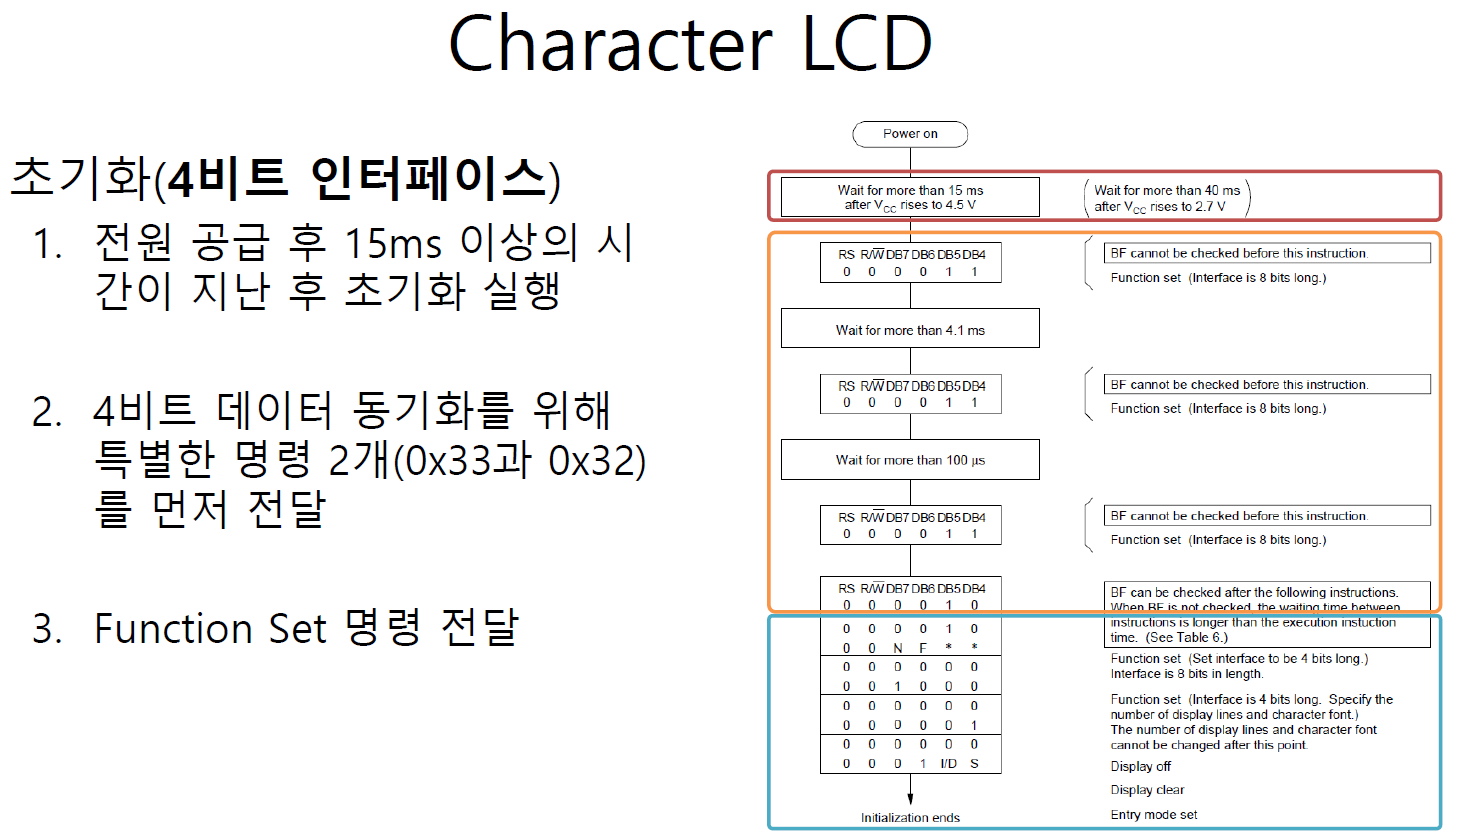 Character LCD
초기화(4비트 인터페이스)
1. 전원 공급 후 15ms 이상의 시
간이 지난 후 초기화 실행
2. 4비트 데이터 동기화를 위해
특별한 명령 2개(0x33과 0x32)
를 먼저 전달
3. Function Set 명령 전달
Power on
Wait for more than 15 ms
after VCC rises to 4.5 V
Wait for more than 40 ms
after VCC rises to 2.7 V
RS R/W DB7 DB6 DB5 DB4
0 0 0 0 1 1
BF cannot be checked before this instruction.
Function set (Interface is 8 bits long.)
Wait for more than 4.1 ms
RS R/W DB7 DB6 DB5 DB4
0 0 0 0 1 1
BF cannot be checked before this instruction.
Function set (Interface is 8 bits long.)
Wait for more than 100 µs
RS R/W DB7 DB6 DB5 DB4
0 0 0 0 1 1
BF cannot be checked before this instruction.
Function set (Interface is 8 bits long.)
RS R/W DB7 DB6 DB5 DB4
0 0 0 0 1 0
0 0 0 0 1 0
0 0 N F * *
0 0 0 0 0 0
0 0 1 0 0 0
0 0 0 0 0 0
0 0 0 0 0 1
0 0 0 0 0 0
0 0 0 1 I/D S
Initialization ends
BF can be checked after the following instructions.
When BF is not checked, the waiting time between
instructions is longer than the execution instuction
time. (See Table 6.)
Function set (Set interface to be 4 bits long.)
Interface is 8 bits in length.
Function set (Interface is 4 bits long. Specify the
number of display lines and character font.)
The number of display lines and character font
cannot be changed after this point.
Display off
Display clear
Entry mode set